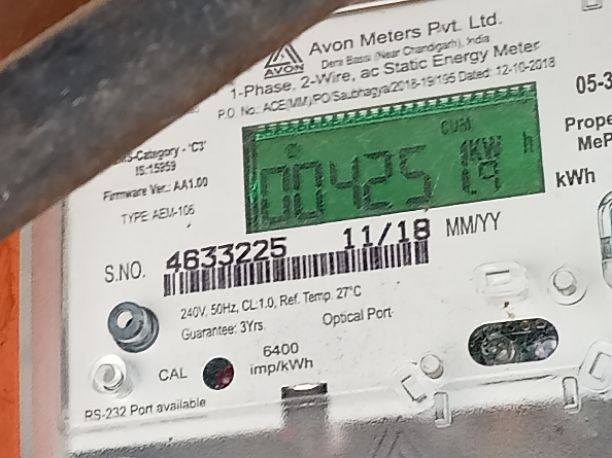 Avon Meters Pvt. Ltd.
AVON
Dera Bassi (Near Chandigarh), India
1-Phase, 2-Wire, ac Static Energy Meter
P.O. No.: ACE(MM)/PO/Saubhagya/2018-19/195 Dated: 12-10-2018
05-3
CUM
-Category - 'C3'
IS:15959
Firmware Ver.: AA1.00
TYPE: AEM-106
00425
KW
h
kWh
Prope
MeP
S.NO. 4633225 11/18 MM/YY
240V, 50Hz, CL:1.0, Ref. Temp. 27°C
Guarantee: 3Yrs. Optical Port
CAL 6400
imp/kWh
RS-232 Port available